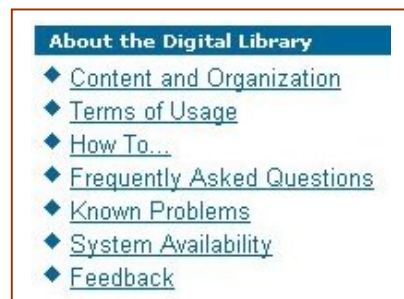 About the Digital Library
Content and Organization
Terms of Usage
How To...
Frequently Asked Questions
Known Problems
System Availability
Feedback